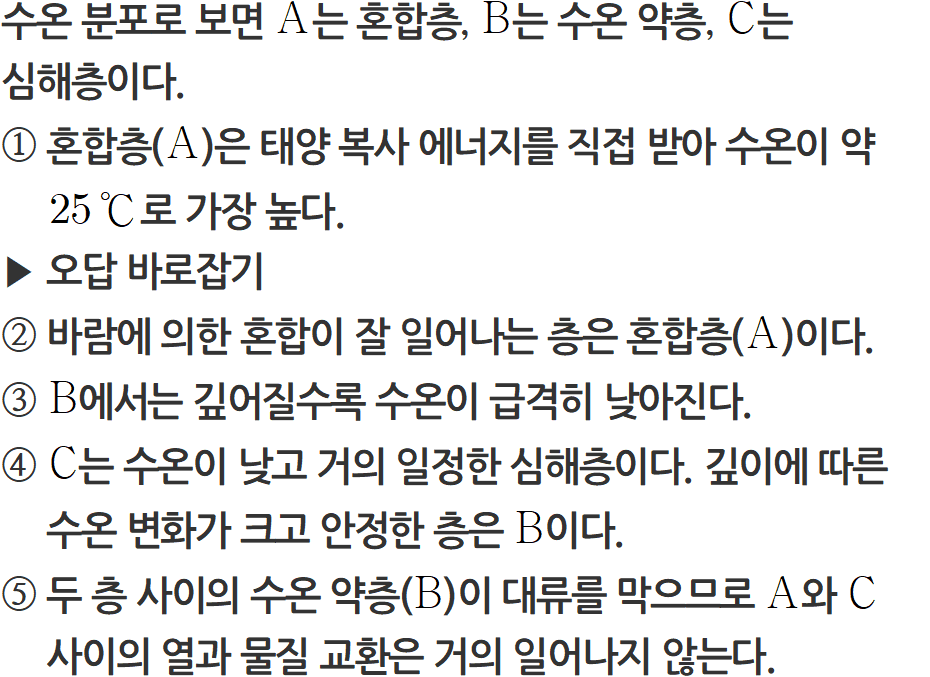 수온 분포로 보면 A는 혼합층, B는 수온 약층, C는
심해층이다.
① 혼합층(A)은 태양 복사 에너지를 직접 받아 수온이 약
25 ℃로 가장 높다.
▶ 오답 바로잡기
② 바람에 의한 혼합이 잘 일어나는 층은 혼합층(A)이다.
③ B에서는 깊어질수록 수온이 급격히 낮아진다.
④ C는 수온이 낮고 거의 일정한 심해층이다. 깊이에 따른
수온 변화가 크고 안정한 층은 B이다.
⑤ 두 층 사이의 수온 약층(B)이 대류를 막으므로 A와 C
사이의 열과 물질 교환은 거의 일어나지 않는다.